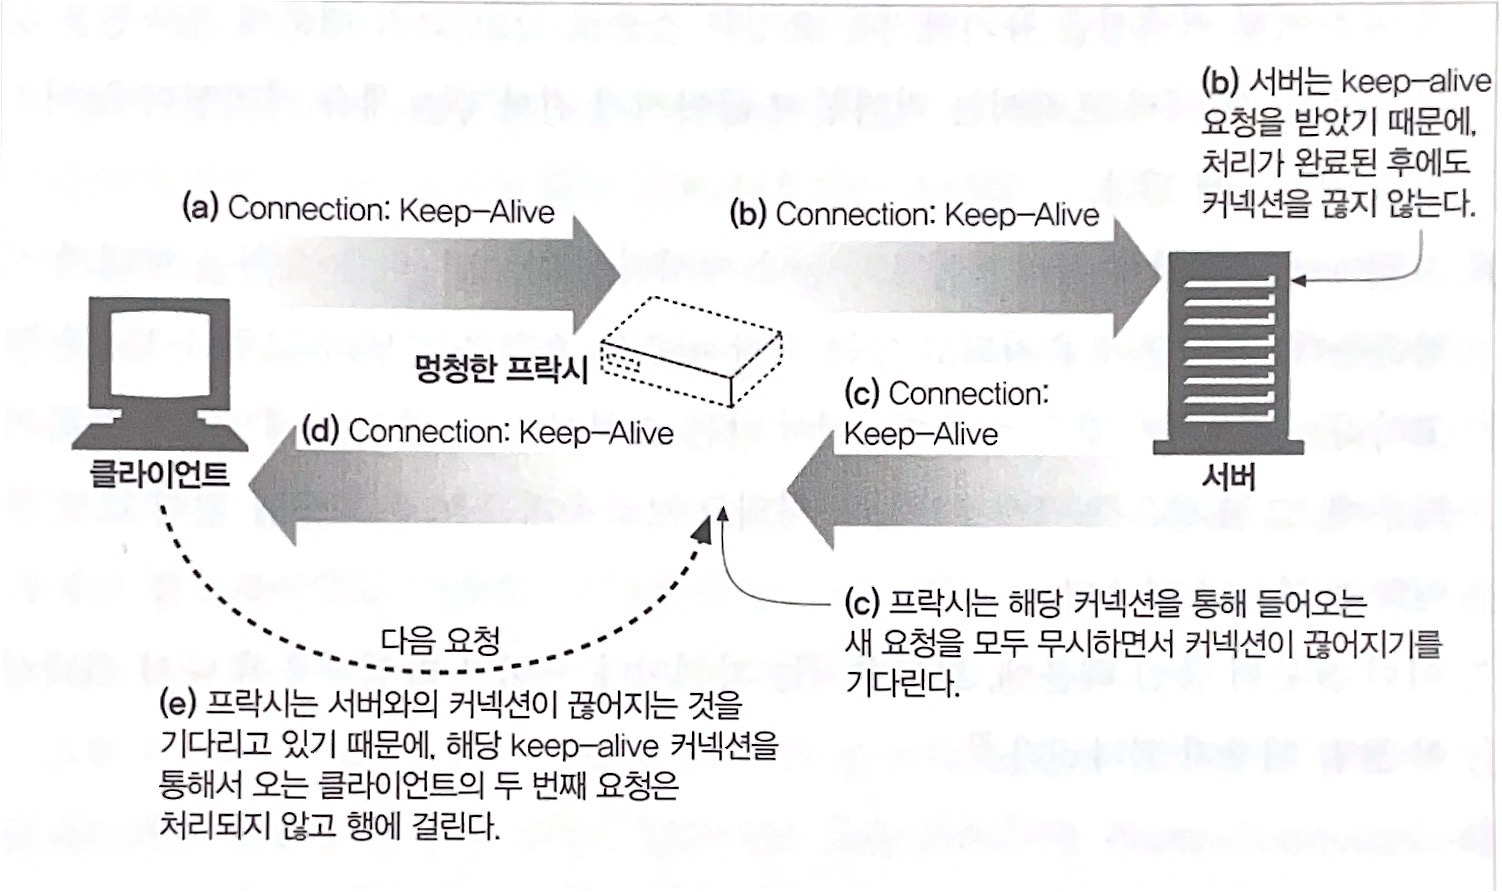 (b) 서버는 keep–alive
요청을 받았기 때문에,
처리가 완료된 후에도
커넥션을 끊지 않는다.
(a) Connection: Keep–Alive
(b) Connection: Keep–Alive
멍청한 프락시
(c) Connection:
Keep–Alive
(d) Connection: Keep–Alive
클라이언트
서버
(c) 프락시는 해당 커넥션을 통해 들어오는
새 요청을 모두 무시하면서 커넥션이 끊어지기를
기다린다.
다음 요청
(e) 프락시는 서버와의 커넥션이 끊어지는 것을
기다리고 있기 때문에, 해당 keep–alive 커넥션을
통해서 오는 클라이언트의 두 번째 요청은
처리되지 않고 행에 걸린다.